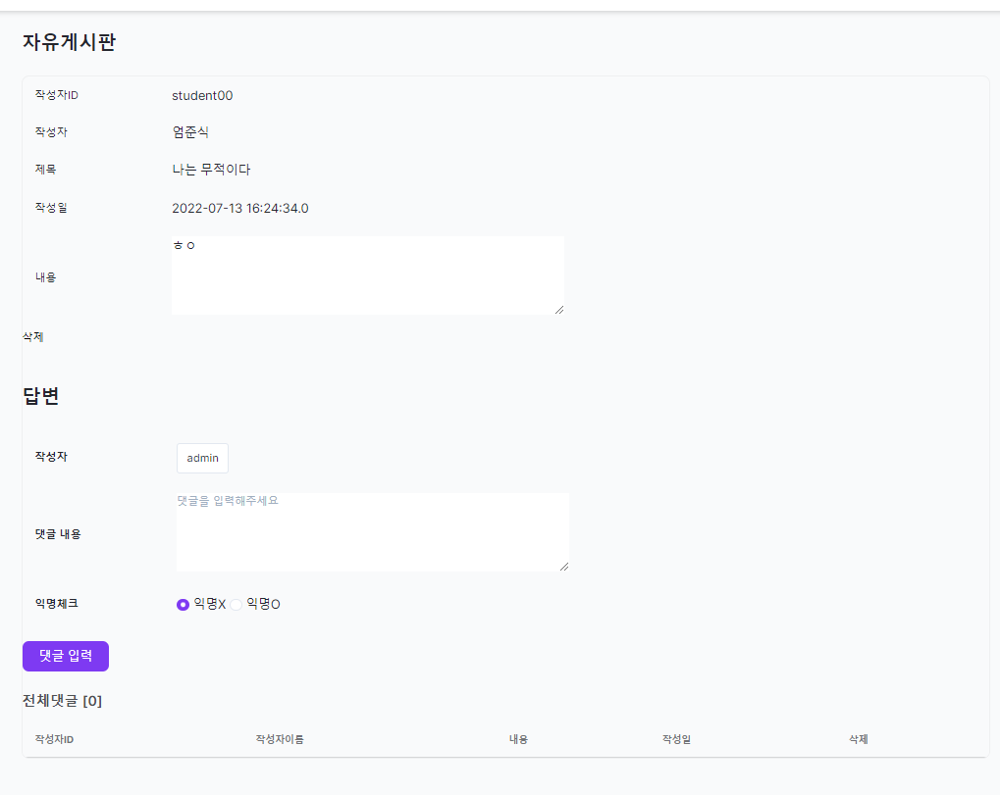 자유게시판
작성자ID student00
작성자 엄준식
제목 나는 무적이다
작성일 2022-07-13 16:24:34.0
내용 ㅎㅇ
삭제
답변
작성자 admin
댓글 내용 댓글을 입력해주세요
익명체크 익명X 익명O
댓글 입력
전체댓글 [0]
작성자ID 작성자이름 내용 작성일 삭제